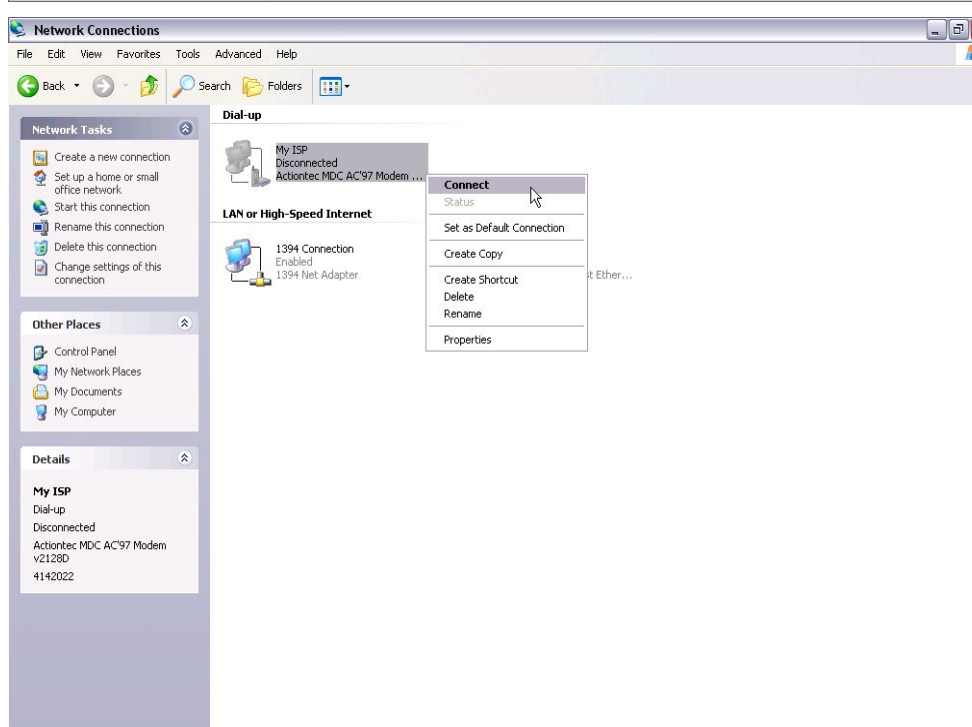 Network Connections
File Edit View Favorites Tools Advanced Help
Back Search Folders
Network Tasks
Create a new connection
Set up a home or small
office network
Start this connection
Rename this connection
Delete this connection
Change settings of this
connection
Other Places
Control Panel
My Network Places
My Documents
My Computer
Details
My ISP
Dial-up
Disconnected
Actiontec MDC AC'97 Modem
v2128D
4142022
Dial-up
My ISP
Disconnected
Actiontec MDC AC'97 Modem ...
LAN or High-Speed Internet
1394 Connection
Enabled
1394 Net Adapter
Ether...
Connect
Status
Set as Default Connection
Create Copy
Create Shortcut
Delete
Rename
Properties